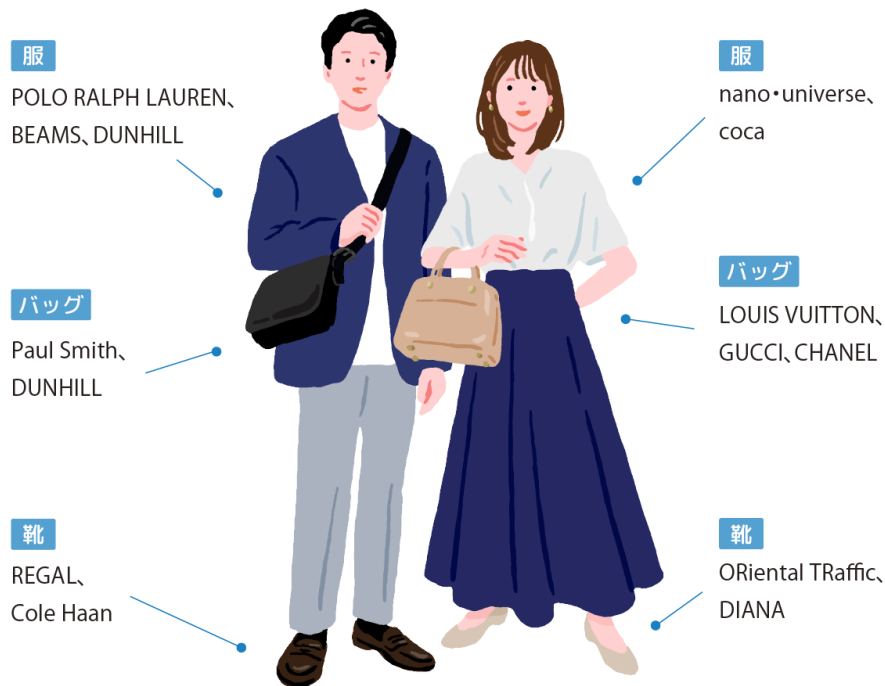 服
POLO RALPH LAUREN、
BEAMS、DUNHILL
バッグ
Paul Smith、
DUNHILL
靴
REGAL、
Cole Haan
服
nano・universe、
coca
バッグ
LOUIS VUITTON、
GUCCI、CHANEL
靴
ORiental TRaffic、
DIANA